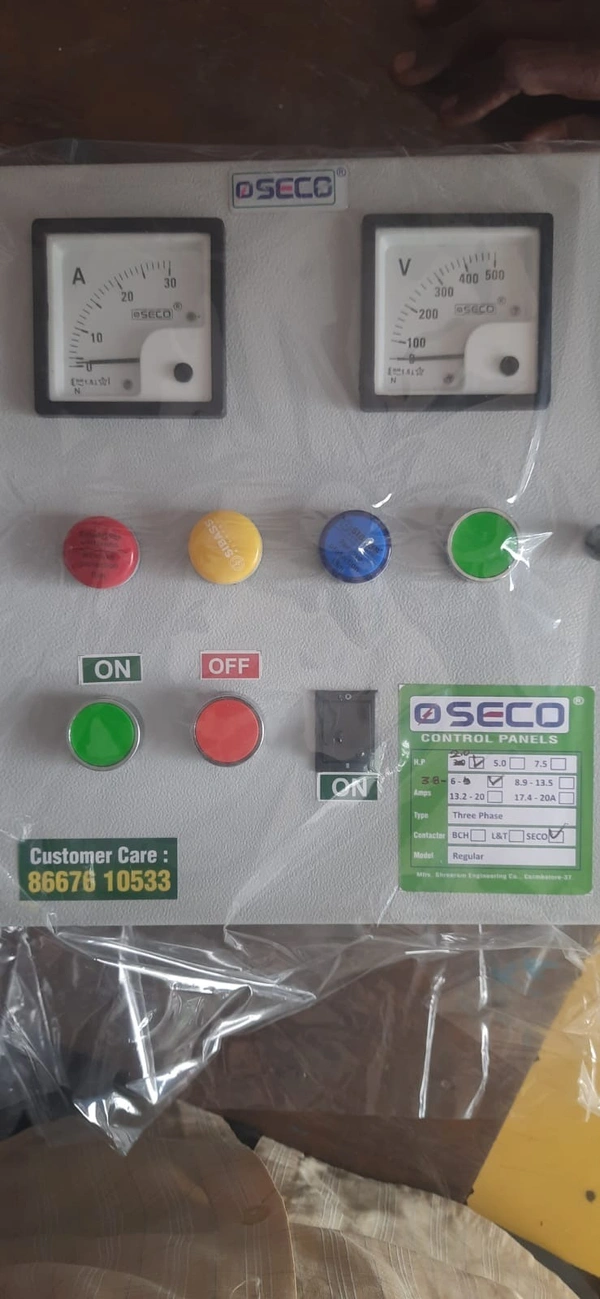 SECO®
A
10
20
30
0
SECO®
N
V
100
200
300
400
500
0
SECO®
N
SUBAS
ON
OFF
ON
SECO®
CONTROL PANELS
H.P 5.0 7.5
Amps 6 - 8.9 - 13.5
13.2 - 20 17.4 - 20A
Type Three Phase
Contactor BCH L&T SECO
Model Regular
Mfrs. Shreeram Engineering Co., Coimbatore-37
Customer Care :
86676 10533